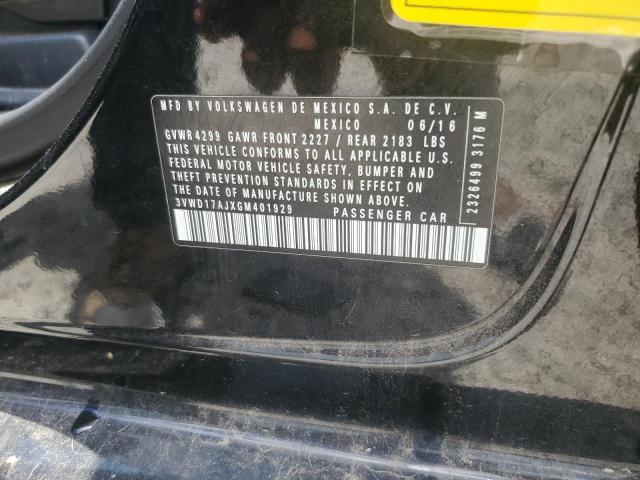 MFD BY VOLKSWAGEN DE MEXICO S.A. DE C.V.
MEXICO 06/16
GVWR 4299 GAWR FRONT 2227 / REAR 2183 LBS
THIS VEHICLE CONFORMS TO ALL APPLICABLE U.S.
FEDERAL MOTOR VEHICLE SAFETY, BUMPER AND
THEFT PREVENTION STANDARDS IN EFFECT ON
THE DATE OF MANUFACTURE SHOWN ABOVE.
3VWD17AJXGM401929 PASSENGER CAR
2326499 3176 M